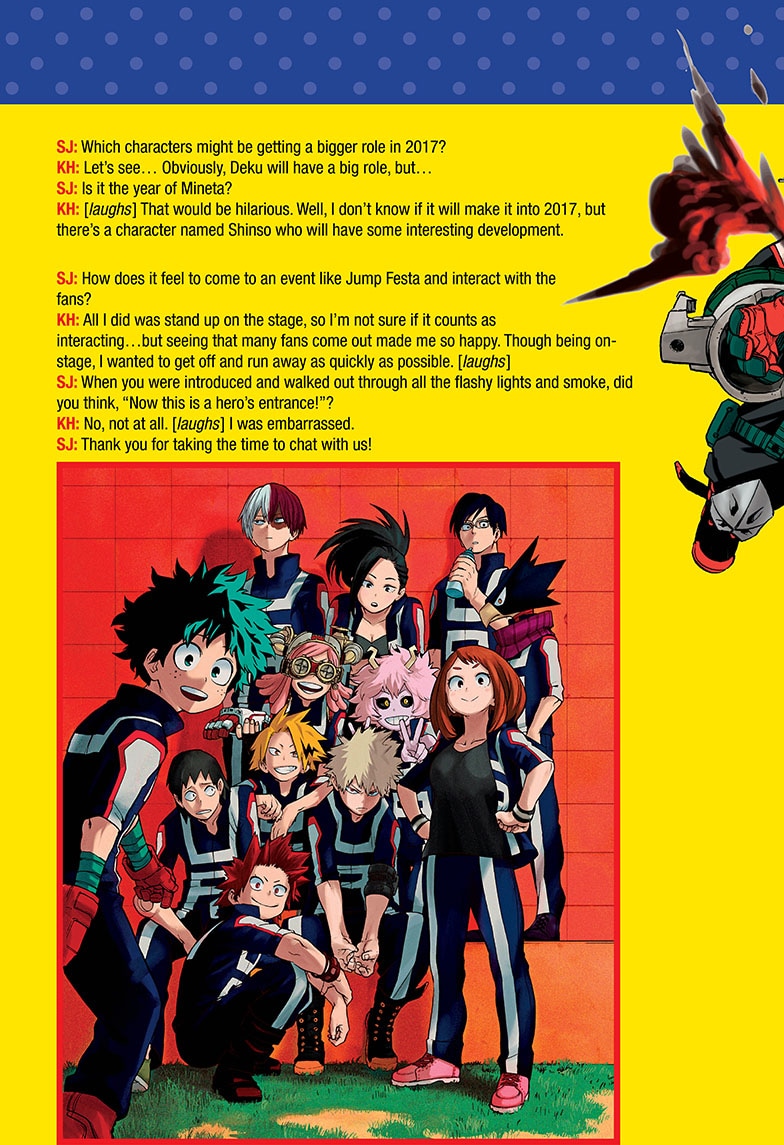 SJ: Which characters might be getting a bigger role in 2017?
KH: Let’s see… Obviously, Deku will have a big role, but…
SJ: Is it the year of Mineta?
KH: [laughs] That would be hilarious. Well, I don’t know if it will make it into 2017, but
there’s a character named Shinso who will have some interesting development.
SJ: How does it feel to come to an event like Jump Festa and interact with the
fans?
KH: All I did was stand up on the stage, so I’m not sure if it counts as
interacting…but seeing that many fans come out made me so happy. Though being on-
stage, I wanted to get off and run away as quickly as possible. [laughs]
SJ: When you were introduced and walked out through all the flashy lights and smoke, did
you think, “Now this is a hero’s entrance!”?
KH: No, not at all. [laughs] I was embarrassed.
SJ: Thank you for taking the time to chat with us!